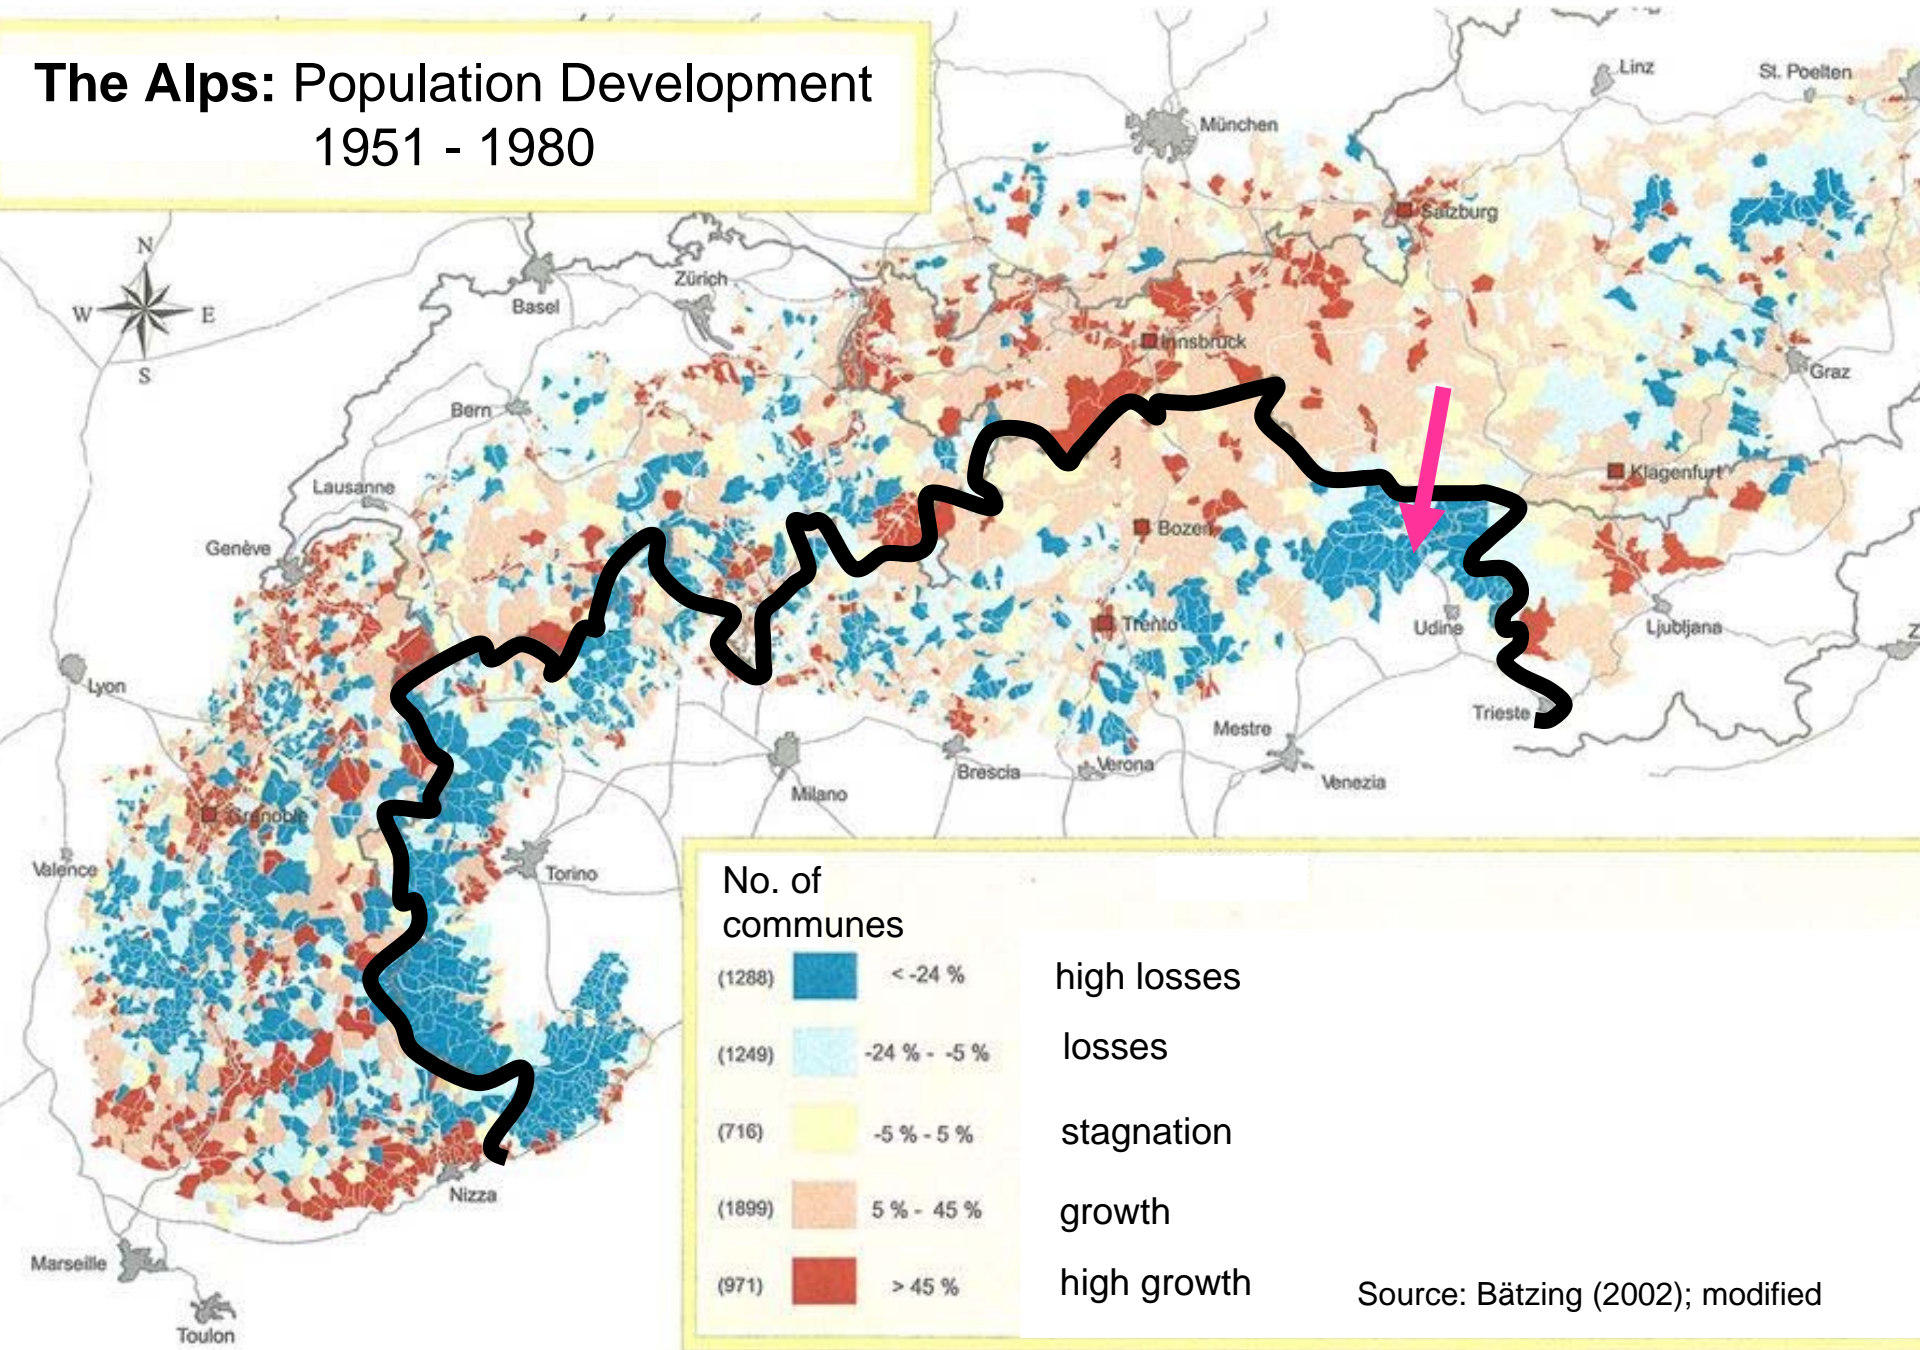 The Alps: Population Development
1951 - 1980
Linz
St. Poelten
München
Salzburg
N
W
E
S
Basel
Zürich
Innsbruck
Graz
Bern
Klagenfurt
Lausanne
Bozen
Genève
Trento
Udine
Ljubljana
Z
Lyon
Trieste
Mestre
Brescia
Verona
Venezia
Milano
Grenoble
Valence
Torino
Nizza
Marseille
Toulon
No. of
communes
(1288) < -24 % high losses
(1249) -24 % - -5 % losses
(716) -5 % - 5 % stagnation
(1899) 5 % - 45 % growth
(971) > 45 % high growth
Source: Bätzing (2002); modified